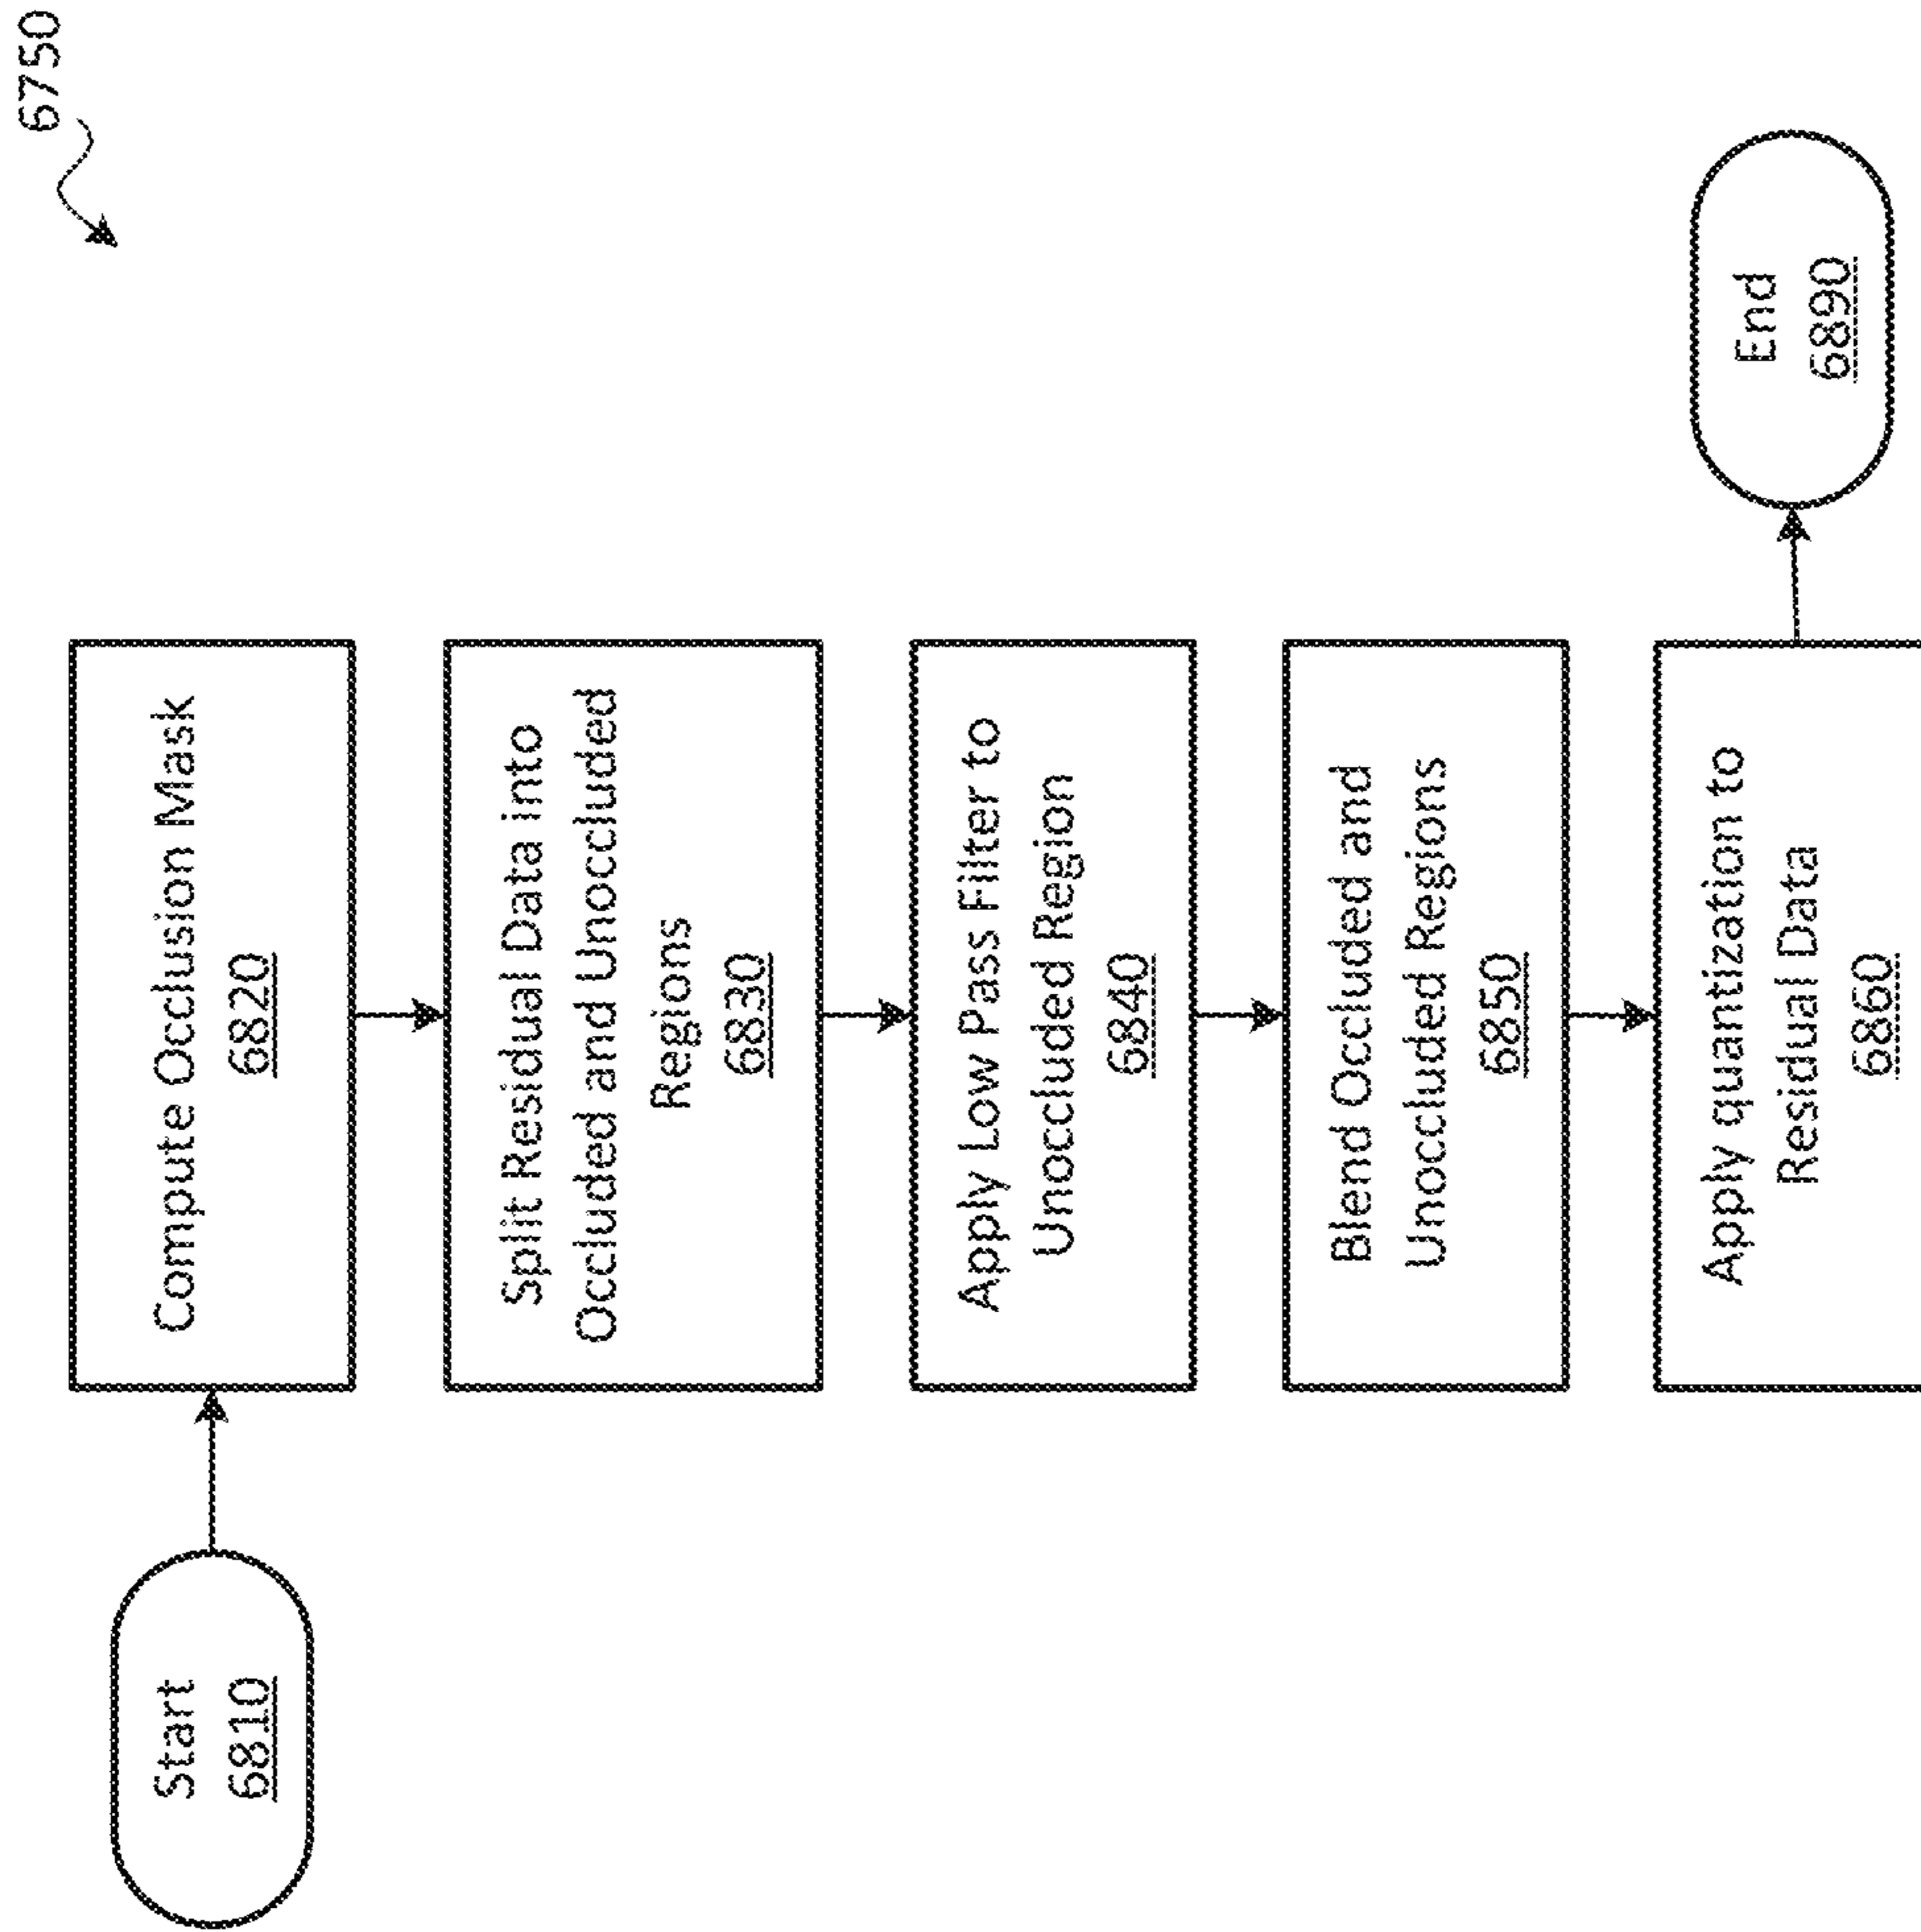 6750
Start
6810
Compute Occlusion Mask
6820
Split Residual Data into
Occluded and Unoccluded
Regions
6830
Apply Low Pass Filter to
Unoccluded Region
6840
Blend Occluded and
Unoccluded Regions
6850
Apply quantization to
Residual Data
6860
End
6890